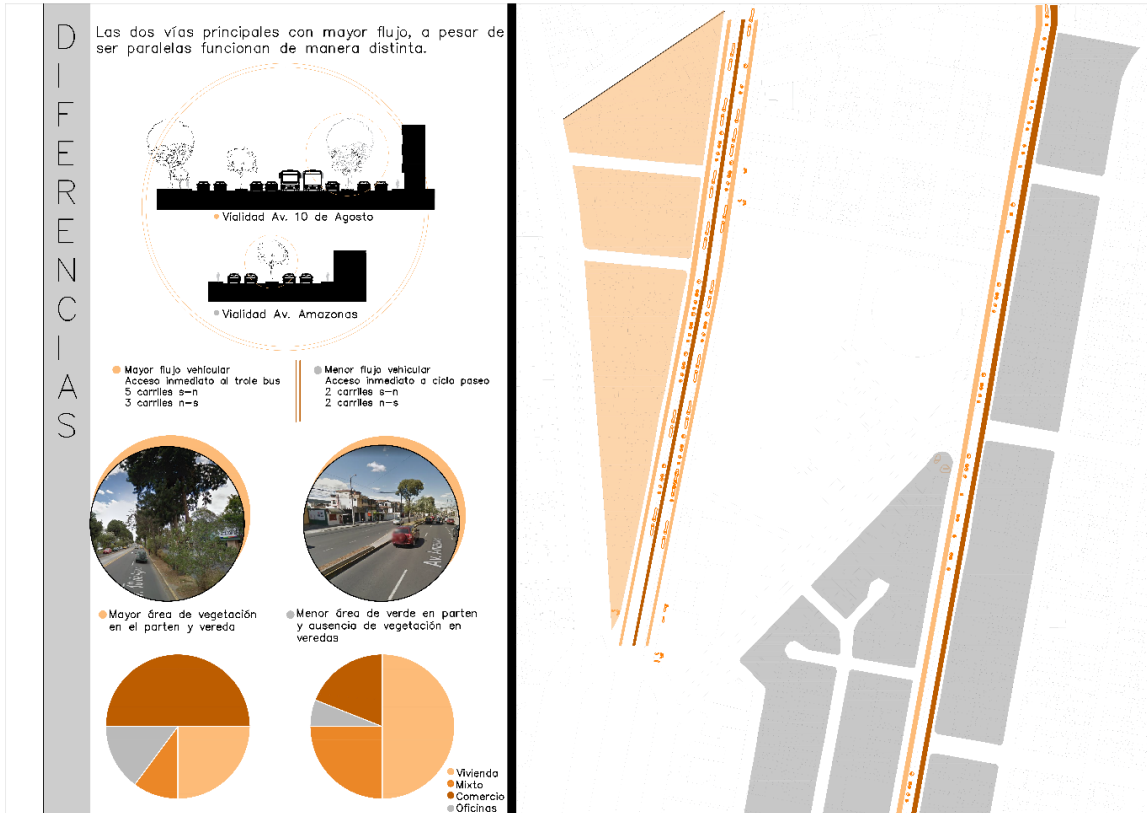 DIFERENCIAS
Las dos vías principales con mayor flujo, a pesar de
ser paralelas funcionan de manera distinta.
Vialidad Av. 10 de Agosto
Vialidad Av. Amazonas
Mayor flujo vehicular
Acceso inmediato al trole bus
5 carriles s-n
3 carriles n-s
Menor flujo vehicular
Acceso inmediato a ciclo paseo
2 carriles s-n
2 carriles n-s
Mayor área de vegetación
en el parten y vereda
Menor área de verde en parten
y ausencia de vegetación en
veredas
Vivienda
Mixto
Comercio
Oficinas